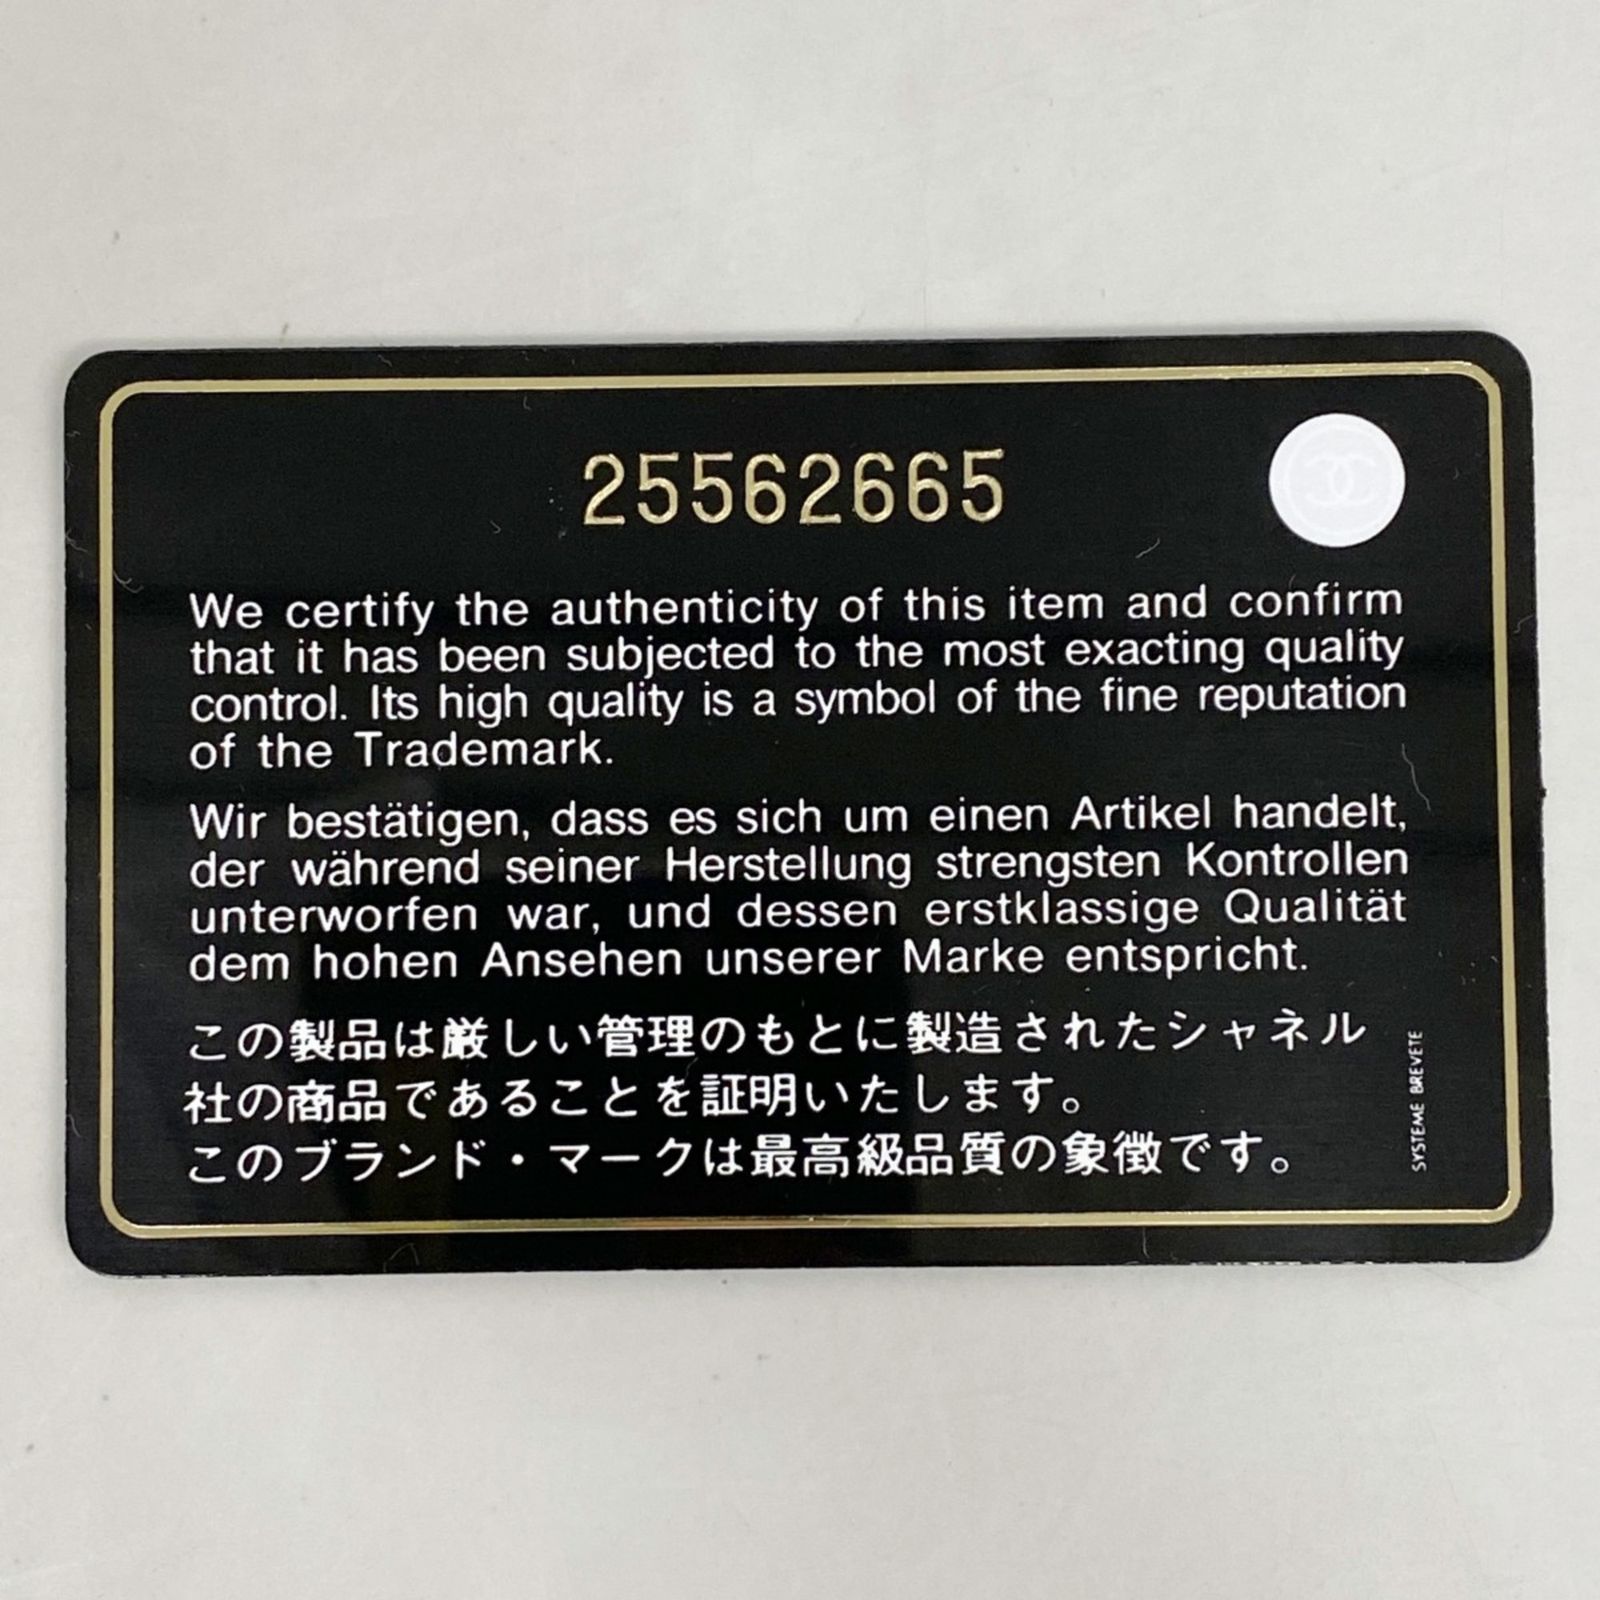 25562665
We certify the authenticity of this item and confirm
that it has been subjected to the most exacting quality
control. Its high quality is a symbol of the fine reputation
of the Trademark.
Wir bestätigen, dass es sich um einen Artikel handelt,
der während seiner Herstellung strengsten Kontrollen
unterworfen war, und dessen erstklassige Qualität
dem hohen Ansehen unserer Marke entspricht.
この製品は厳しい管理のもとに製造されたシャネル
社の商品であることを証明いたします。
このブランド・マークは最高級品質の象徴です。
SYSTEME BREVETE